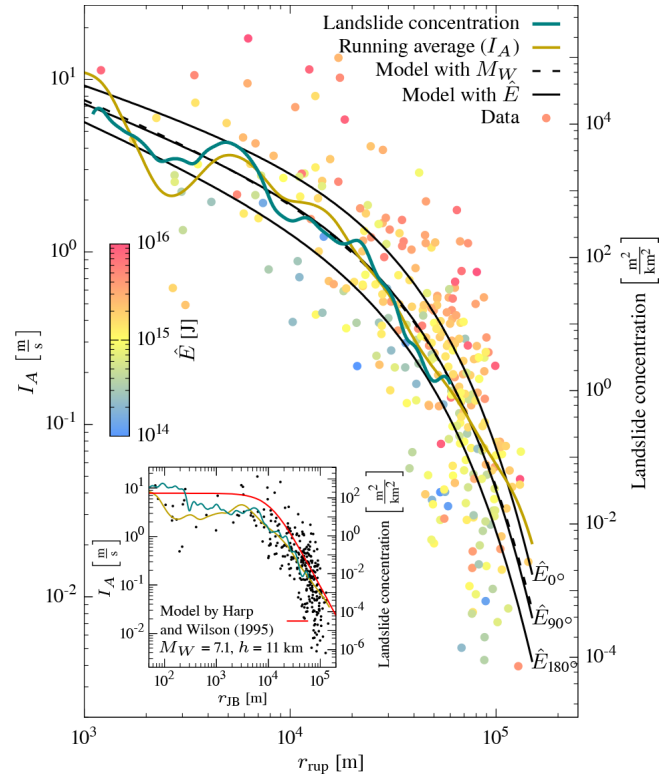 Landslide concentration
Running average (I_A)
Model with M_W
Model with Ê
Data
10^1
10^0
10^-1
10^-2
I_A [m/s]
10^4
10^2
10^0
10^-2
10^-4
Landslide concentration [m²/km²]
10^16
10^15
10^14
Ê [J]
Ê_0°
Ê_90°
Ê_180°
10^1
10^0
10^-1
10^-2
I_A [m/s]
10^2
10^0
10^-2
10^-4
10^-6
Landslide concentration [m²/km²]
Model by Harp
and Wilson (1995)
M_W = 7.1, h = 11 km
10^2 10^3 10^4 10^5
r_JB [m]
10^3 10^4 10^5
r_rup [m]